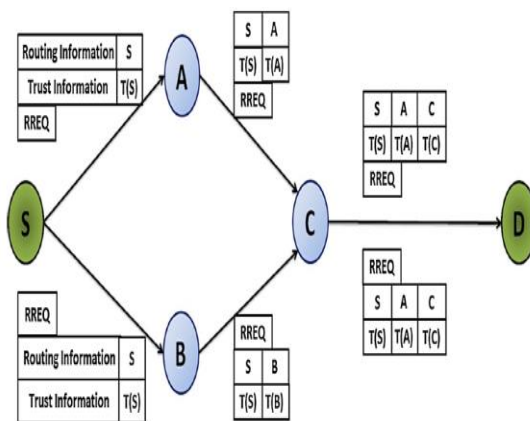 Routing Information S
Trust Information T(S)
RREQ
S A
T(S) T(A)
RREQ
A
S A C
T(S) T(A) T(C)
RREQ
S
C
D
RREQ
Routing Information S
Trust Information T(S)
B
RREQ
S B
T(S) T(B)
RREQ
S A C
T(S) T(A) T(C)